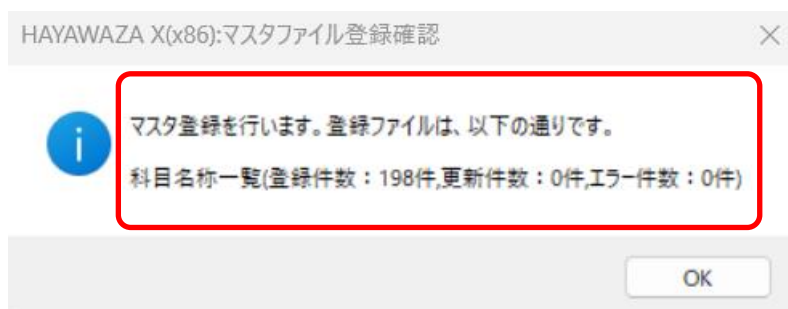 HAYAWAZA X(x86):マスタファイル登録確認
マスタ登録を行います。登録ファイルは、以下の通りです。
科目名称一覧(登録件数：198件,更新件数：0件,エラー件数：0件)
OK